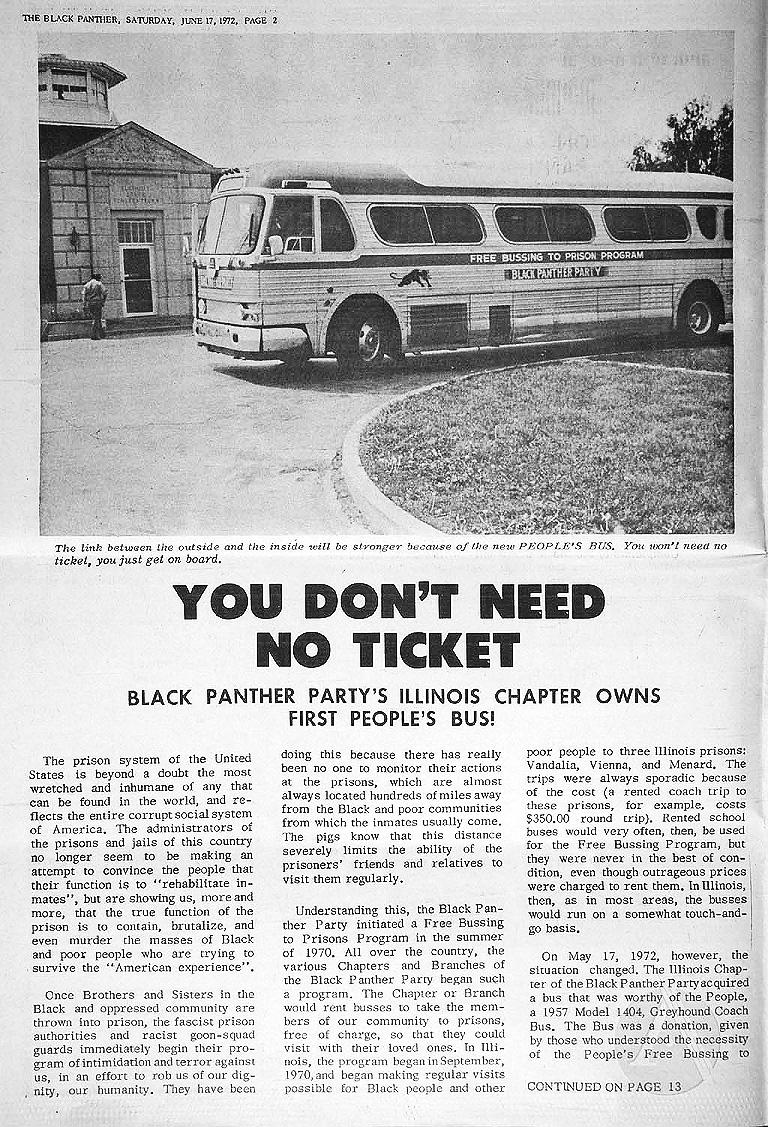 THE BLACK PANTHER, SATURDAY, JUNE 17, 1972, PAGE 2
FREE BUSSING TO PRISON PROGRAM
BLACK PANTHER PARTY
The link between the outside and the inside will be stronger because of the new PEOPLE'S BUS. You won't need no
ticket, you just get on board.
YOU DON'T NEED
NO TICKET
BLACK PANTHER PARTY'S ILLINOIS CHAPTER OWNS
FIRST PEOPLE'S BUS!
The prison system of the United
States is beyond a doubt the most
wretched and inhumane of any that
can be found in the world, and re-
flects the entire corrupt social system
of America. The administrators of
the prisons and jails of this country
no longer seem to be making an
attempt to convince the people that
their function is to "rehabilitate in-
mates", but are showing us, more and
more, that the true function of the
prison is to contain, brutalize, and
even murder the masses of Black
and poor people who are trying to
survive the "American experience".
Once Brothers and Sisters in the
Black and oppressed community are
thrown into prison, the fascist prison
authorities and racist goon-squad
guards immediately begin their pro-
gram of intimidation and terror against
us, in an effort to rob us of our dig-
nity, our humanity. They have been
doing this because there has really
been no one to monitor their actions
at the prisons, which are almost
always located hundreds of miles away
from the Black and poor communities
from which the inmates usually come.
The pigs know that this distance
severely limits the ability of the
prisoners' friends and relatives to
visit them regularly.
Understanding this, the Black Pan-
ther Party initiated a Free Bussing
to Prisons Program in the summer
of 1970. All over the country, the
various Chapters and Branches of
the Black Panther Party began such
a program. The Chapter or Branch
would rent busses to take the mem-
bers of our community to prisons,
free of charge, so that they could
visit with their loved ones. In Illi-
nois, the program began in September,
1970, and began making regular visits
possible for Black people and other
poor people to three Illinois prisons:
Vandalia, Vienna, and Menard. The
trips were always sporadic because
of the cost (a rented coach trip to
these prisons, for example, costs
$350.00 round trip). Rented school
buses would very often, then, be used
for the Free Bussing Program, but
they were never in the best of con-
dition, even though outrageous prices
were charged to rent them. In Illinois,
then, as in most areas, the busses
would run on a somewhat touch-and-
go basis.
On May 17, 1972, however, the
situation changed. The Illinois Chap-
ter of the Black Panther Party acquired
a bus that was worthy of the People,
a 1957 Model 1404, Greyhound Coach
Bus. The Bus was a donation, given
by those who understood the necessity
of the People's Free Bussing to
CONTINUED ON PAGE 13